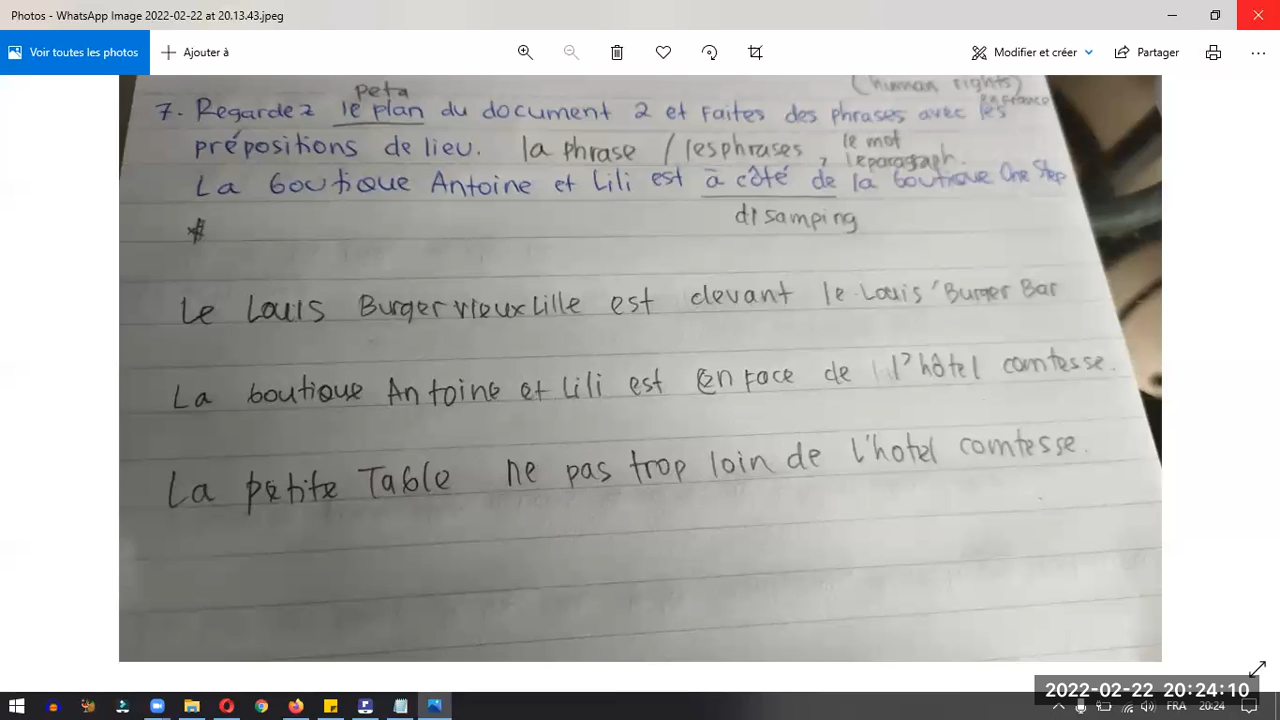 Photos - WhatsApp Image 2022-02-22 at 20.13.43.jpeg
Voir toutes les photos
Ajouter à
Modifier et créer
Partager
(human rights)
en France
peta
7. Regardez le plan du document 2 et faites des phrases avec les
prépositions de lieu. la phrase / les phrases, le mot
le paragraph.
La boutique Antoine et Lili est à côté de la boutique One Step
disamping
Le Louis Burger vieux Lille est devant le Louis' Burger Bar
La boutique Antoine et Lili est en face de l'hôtel comtesse.
La petite Table ne pas trop loin de l'hotel comtesse.
2022-02-22 20:24:10
FRA
20:24